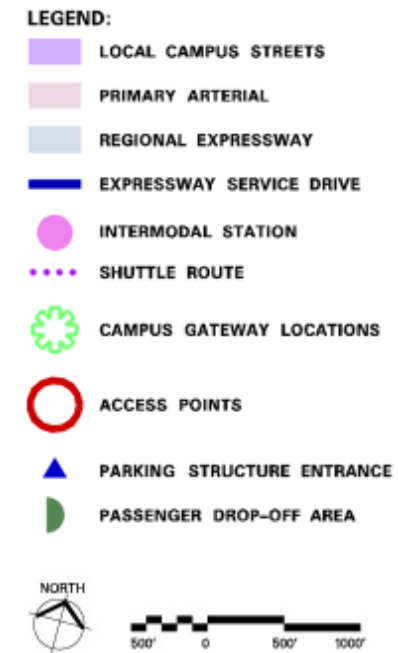 LEGEND:
LOCAL CAMPUS STREETS
PRIMARY ARTERIAL
REGIONAL EXPRESSWAY
EXPRESSWAY SERVICE DRIVE
INTERMODAL STATION
SHUTTLE ROUTE
CAMPUS GATEWAY LOCATIONS
ACCESS POINTS
PARKING STRUCTURE ENTRANCE
PASSENGER DROP-OFF AREA
NORTH
500' 0 500' 1000'